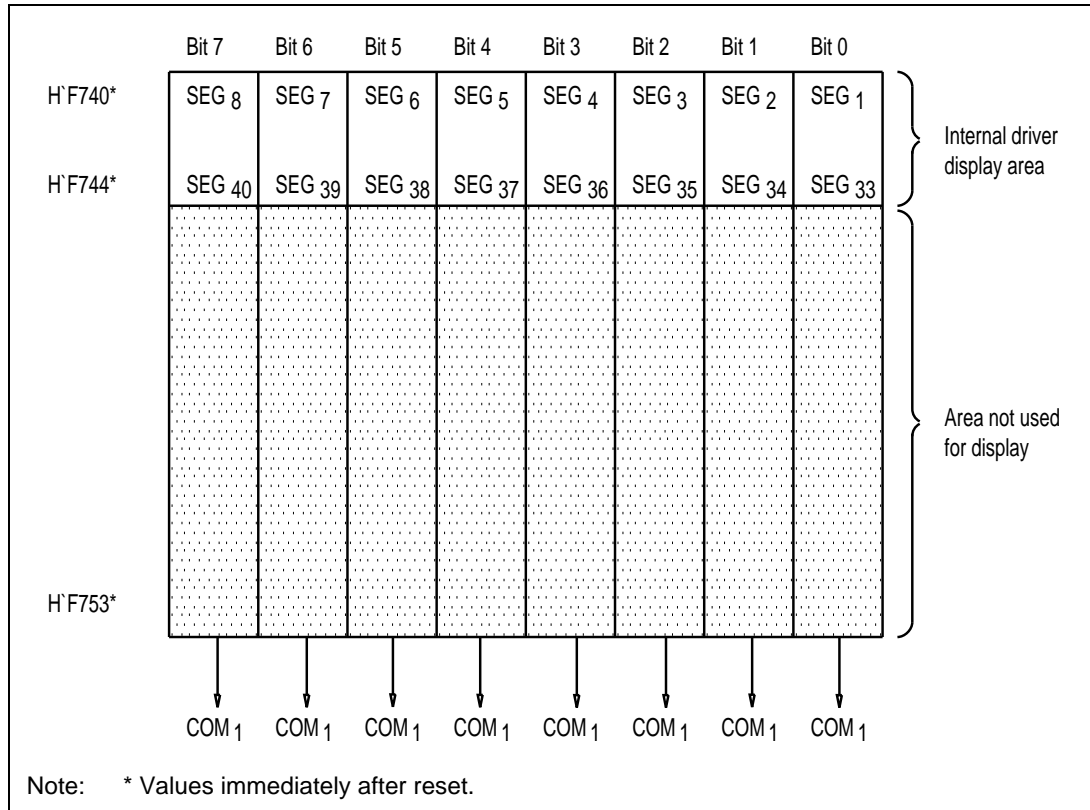 Bit 7 Bit 6 Bit 5 Bit 4 Bit 3 Bit 2 Bit 1 Bit 0
H`F740* SEG 8 SEG 7 SEG 6 SEG 5 SEG 4 SEG 3 SEG 2 SEG 1
Internal driver
display area
H`F744* SEG 40 SEG 39 SEG 38 SEG 37 SEG 36 SEG 35 SEG 34 SEG 33
Area not used
for display
H`F753*
COM 1 COM 1 COM 1 COM 1 COM 1 COM 1 COM 1 COM 1
Note: * Values immediately after reset.